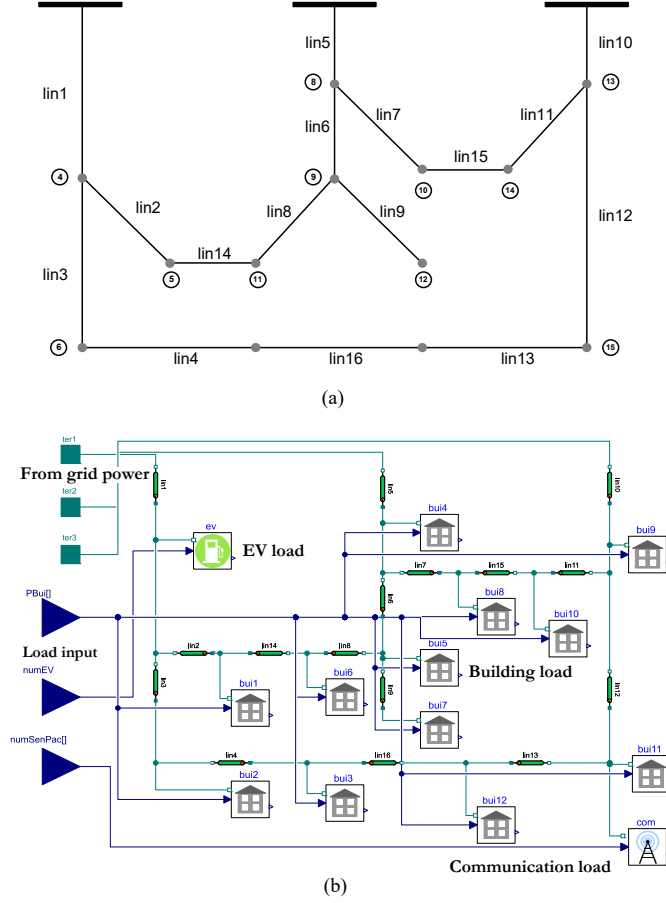 lin1
lin5
lin10
8
13
lin7
lin11
lin6
lin15
4
9
10
14
lin2
lin8
lin9
lin12
lin14
lin3
5
11
12
6
15
lin4
lin16
lin13
(a)
ter1
From grid power
lin1
lin5
lin10
ter2
bui4
ev
EV load
bui9
ter3
lin7
lin15
lin11
PBui[]
lin6
bui8
bui10
Load input
lin2
lin14
lin8
bui5
Building load
numEV
lin3
bui1
bui6
lin9
lin12
bui7
numSenPac[]
lin4
lin16
lin13
bui11
bui2
bui3
bui12
com
Communication load
(b)